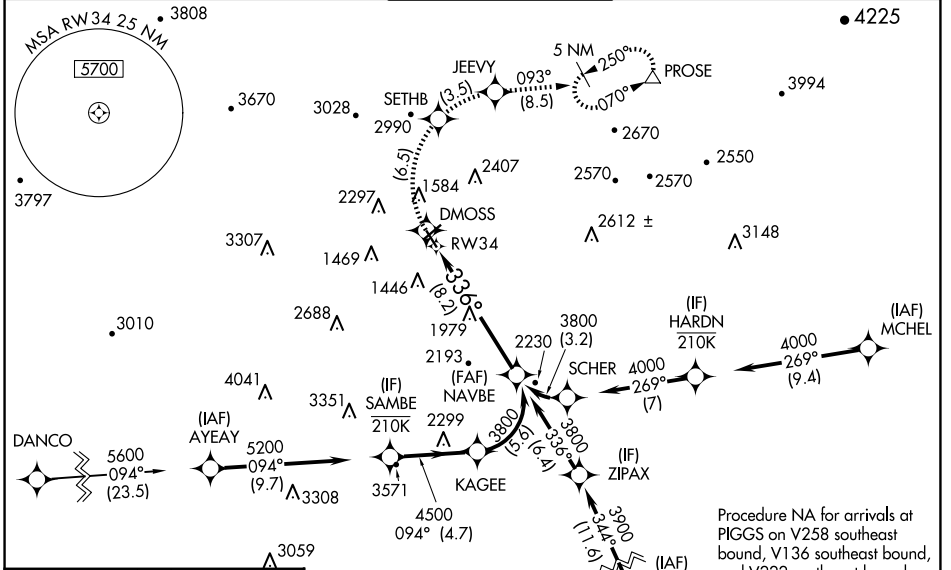 MSA RW34 25 NM
5700
3808
4225
3670
3028
SETHB
2990
JEEVY
(3.5)
093°
(8.5)
5 NM
250°
070°
PROSE
3994
2670
2550
2570
2570
3797
(6.5)
2407
1584
2297
DMOSS
RW34
2612 ±
3148
3307
1469
1446
336°
(8.2)
1979
2688
3010
2193
2230
3800
(3.2)
(FAF)
NAVBE
SCHER
4000
269°
(7)
(IF)
HARDN
210K
4000
269°
(9.4)
(IAF)
MCHEL
4041
3351
(IF)
SAMBE
210K
2299
3800
(5.6)
3800
336°
(6.4)
(IF)
ZIPAX
DANCO
5600
094°
(23.5)
(IAF)
AYEAY
5200
094°
(9.7)
3308
3571
KAGEE
4500
094° (4.7)
3059
3900
344°
(11.6)
(IAF)
Procedure NA for arrivals at
PIGGS on V258 southeast
bound, V136 southeast bound,